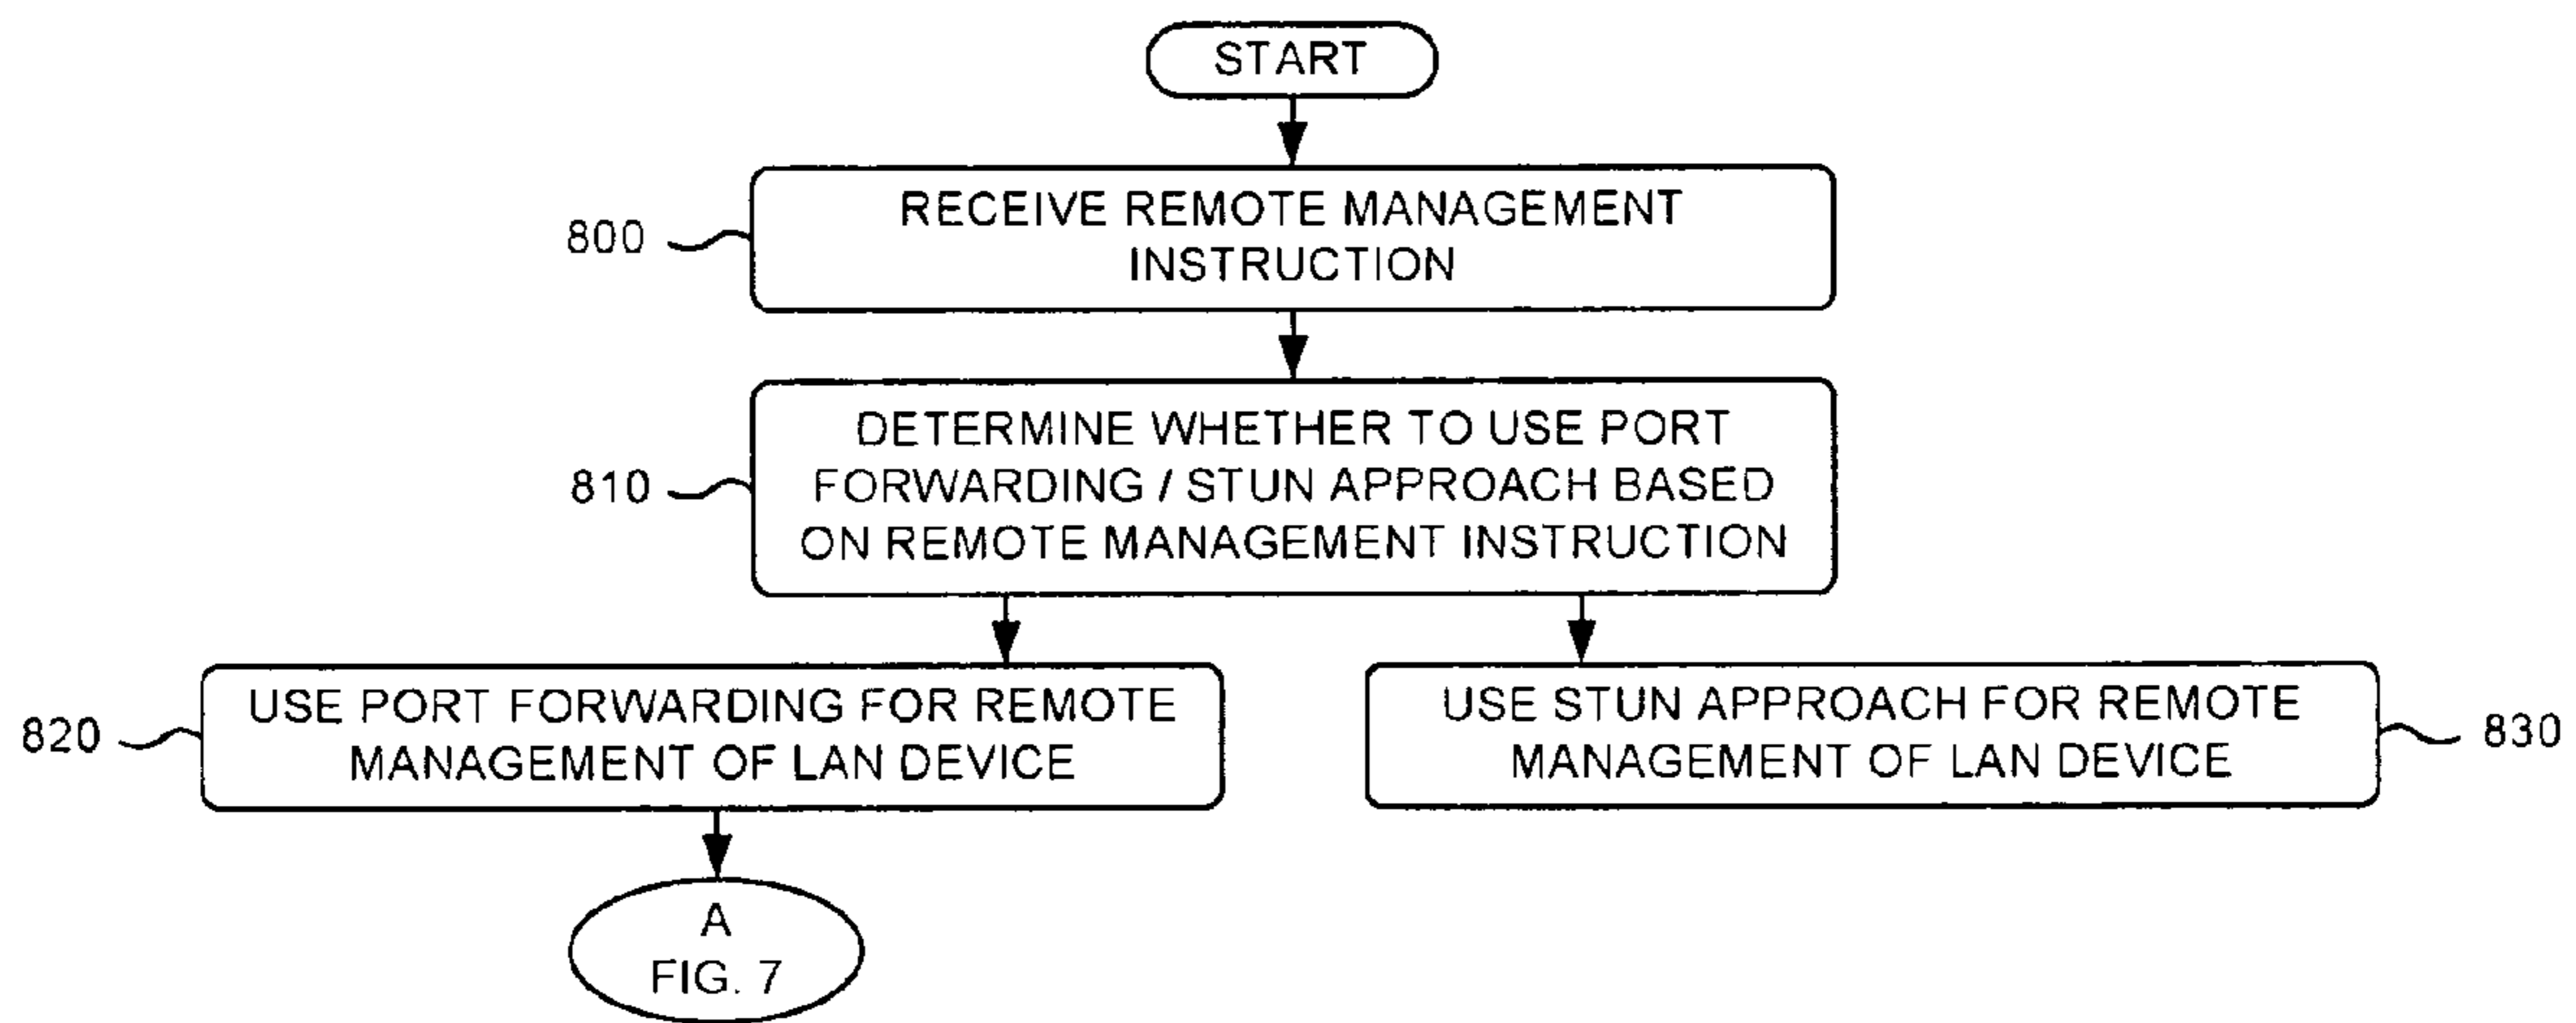 START
800
RECEIVE REMOTE MANAGEMENT
INSTRUCTION
810
DETERMINE WHETHER TO USE PORT
FORWARDING / STUN APPROACH BASED
ON REMOTE MANAGEMENT INSTRUCTION
820
USE PORT FORWARDING FOR REMOTE
MANAGEMENT OF LAN DEVICE
USE STUN APPROACH FOR REMOTE
MANAGEMENT OF LAN DEVICE
830
A
FIG. 7